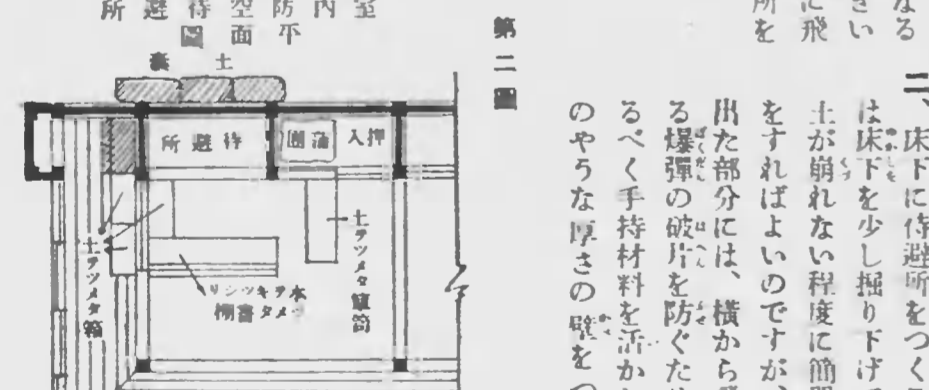 なる
きい
に飛
所を
二、床下に待避所をつく
は床下を少し掘り下げ
土が崩れない程度に簡
をすればよいのですが、
出た部分には、横から
る爆彈の破片を防ぐた
るべく手持材料を活か
のやうな厚さの壁を
第二圖
室内防空待避所
平面圖
土嚢
押入
蒲團
待避所
土ヲツメタ簞笥
本ヲギツシリ
ツメタ書棚
土ヲツメタ箱